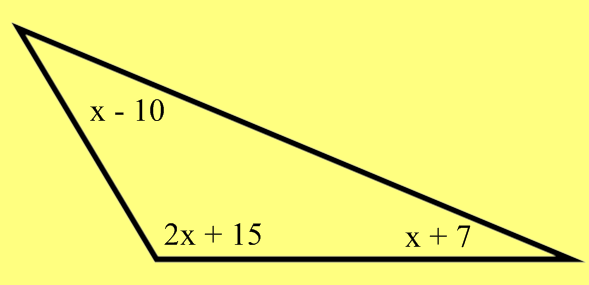 x - 10
2x + 15
x + 7